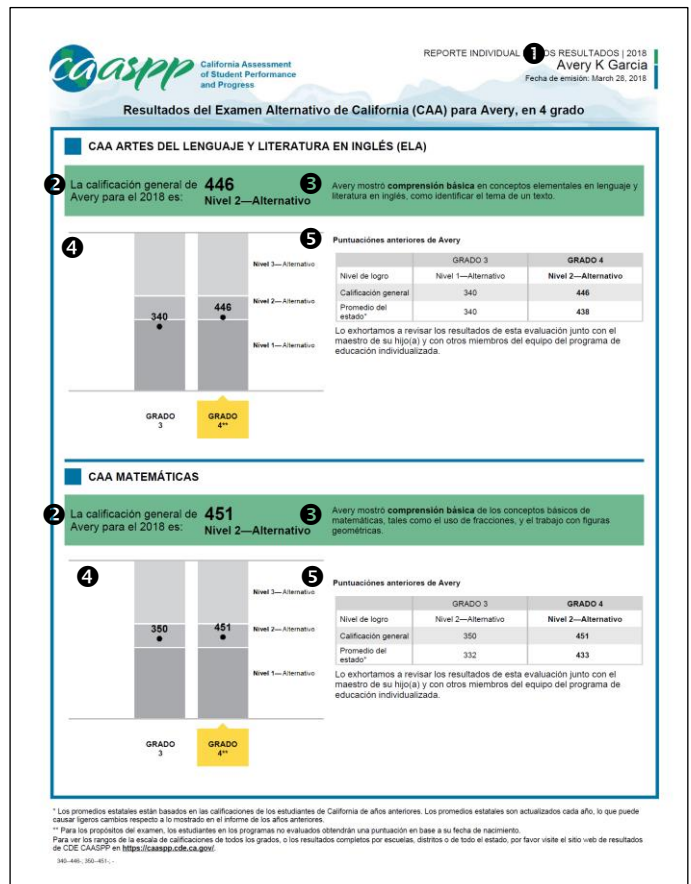 caaspp
California Assessment
of Student Performance
and Progress
REPORTE INDIVIDUAL ❶ OS RESULTADOS | 2018
Avery K Garcia
Fecha de emisión: March 28, 2018
Resultados del Examen Alternativo de California (CAA) para Avery, en 4 grado
CAA ARTES DEL LENGUAJE Y LITERATURA EN INGLÉS (ELA)
❷ La calificación general de
Avery para el 2018 es:
446
Nivel 2—Alternativo
❸ Avery mostró comprensión básica en conceptos elementales en lenguaje y
literatura en inglés, como identificar el tema de un texto.
❹
Nivel 3—Alternativo
Nivel 2—Alternativo
Nivel 1—Alternativo
340
446
GRADO
3
GRADO
4**
❺ Puntuaciónes anteriores de Avery
GRADO 3 GRADO 4
Nivel de logro Nivel 1—Alternativo Nivel 2—Alternativo
Calificación general 340 446
Promedio del
estado* 340 438
Lo exhortamos a revisar los resultados de esta evaluación junto con el
maestro de su hijo(a) y con otros miembros del equipo del programa de
educación individualizada.
CAA MATEMÁTICAS
❷ La calificación general de
Avery para el 2018 es:
451
Nivel 2—Alternativo
❸ Avery mostró comprensión básica de los conceptos básicos de
matemáticas, tales como el uso de fracciones, y el trabajo con figuras
geométricas.
❹
Nivel 3—Alternativo
Nivel 2—Alternativo
Nivel 1—Alternativo
350
451
GRADO
3
GRADO
4**
❺ Puntuaciónes anteriores de Avery
GRADO 3 GRADO 4
Nivel de logro Nivel 2—Alternativo Nivel 2—Alternativo
Calificación general 350 451
Promedio del
estado* 332 433
Lo exhortamos a revisar los resultados de esta evaluación junto con el
maestro de su hijo(a) y con otros miembros del equipo del programa de
educación individualizada.
* Los promedios estatales están basados en las calificaciones de los estudiantes de California de años anteriores. Los promedios estatales son actualizados cada año, lo que puede
causar ligeros cambios respecto a lo mostrado en el informe de los años anteriores.
** Para los propósitos del examen, los estudiantes en los programas no evaluados obtendrán una puntuación en base a su fecha de nacimiento.
Para ver los rangos de la escala de calificaciones de todos los grados, o los resultados completos por escuelas, distritos o de todo el estado, por favor visite el sitio web de resultados
de CDE CAASPP en https://caaspp.cde.ca.gov/.
340-446-, 350-451-, -